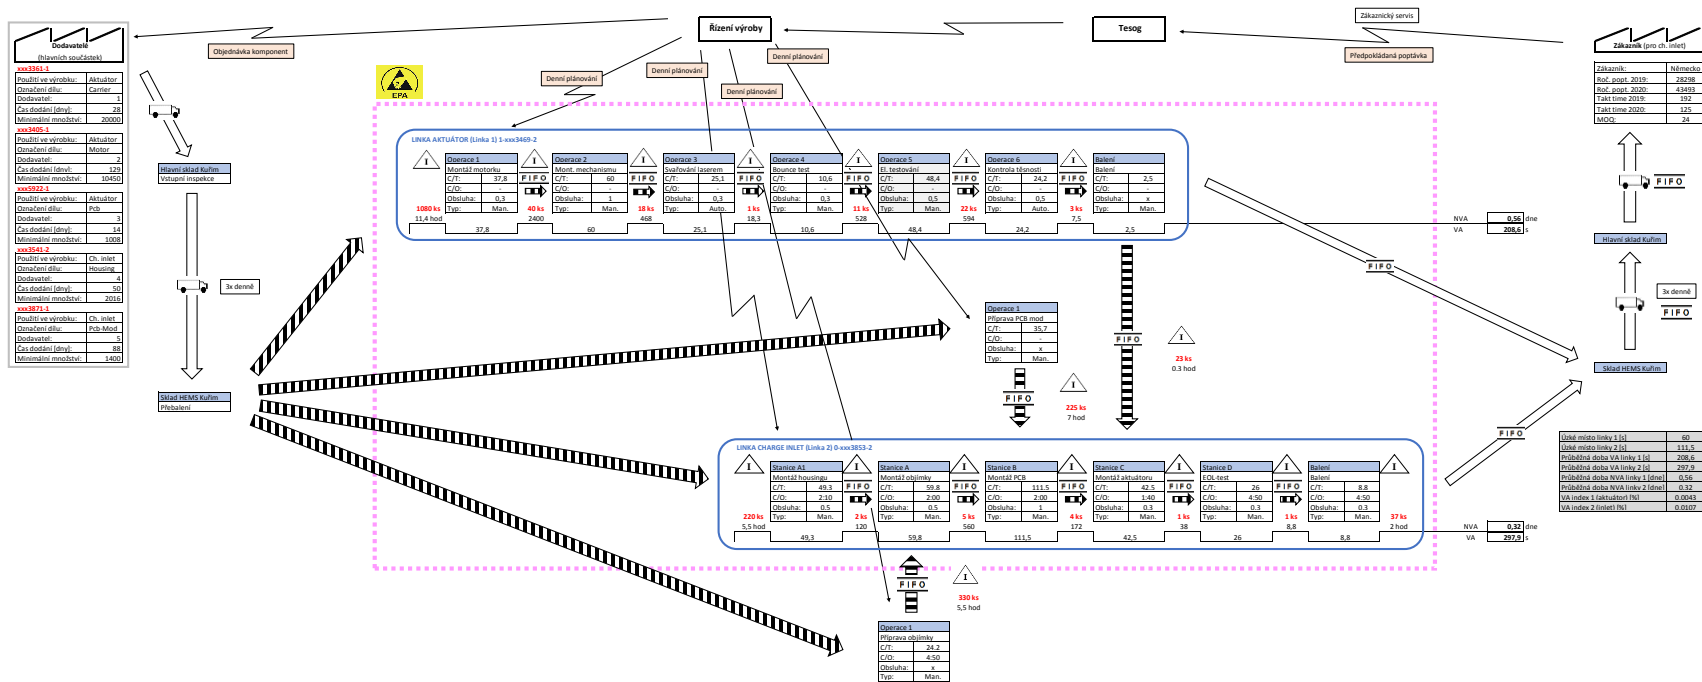 Řízení výroby
Tesog
Zákaznický servis
Předpokládaná poptávka
Objednávka komponent
Denní plánování
Denní plánování
Denní plánování
Denní plánování
EPA
Dodavatelé
(hlavních součástek)
xxx3361-1
Použití ve výrobku: Aktuátor
Označení dílu: Carrier
Dodavatel: 1
Čas dodání [dny]: 28
Minimální množství: 20000
xxx3405-1
Použití ve výrobku: Aktuátor
Označení dílu: Motor
Dodavatel: 2
Čas dodání [dny]: 129
Minimální množství: 10450
xxx5922-1
Použití ve výrobku: Aktuátor
Označení dílu: Pcb
Dodavatel: 3
Čas dodání [dny]: 14
Minimální množství: 1008
xxx3541-2
Použití ve výrobku: Ch. inlet
Označení dílu: Housing
Dodavatel: 4
Čas dodání [dny]: 50
Minimální množství: 2016
xxx3871-1
Použití ve výrobku: Ch. inlet
Označení dílu: Pcb-Mod
Dodavatel: 5
Čas dodání [dny]: 88
Minimální množství: 1400
Hlavní sklad Kuřim
Vstupní inspekce
3x denně
Sklad HEMS Kuřim
Přebalení
LINKA AKTUÁTOR (Linka 1) 1-xxx3469-2
I
1080 ks
11,4 hod
Operace 1
Montáž motorku
C/T: 37,8
C/O: -
Obsluha: 0,3
Typ: Man.
37,8
I
FIFO
40 ks
2400
Operace 2
Mont. mechanismu
C/T: 60
C/O: -
Obsluha: 1
Typ: Man.
60
I
FIFO
18 ks
468
Operace 3
Svařování laserem
C/T: 25,1
C/O: -
Obsluha: 0,3
Typ: Auto.
25,1
I
FIFO
1 ks
18,3
Operace 4
Bounce test
C/T: 10,6
C/O: -
Obsluha: 0,3
Typ: Man.
10,6
I
FIFO
11 ks
528
Operace 5
El. testování
C/T: 48,4
C/O: -
Obsluha: 0,5
Typ: Man.
48,4
I
FIFO
22 ks
594
Operace 6
Kontrola těsnosti
C/T: 24,2
C/O: -
Obsluha: 0,5
Typ: Auto.
24,2
I
FIFO
3 ks
7,5
Balení
Balení
C/T: 2,5
C/O: -
Obsluha: x
Typ: Man.
2,5
NVA 0,56 dne
VA 208,6 s
Operace 1
Příprava PCB mod
C/T: 35,7
C/O: -
Obsluha: x
Typ: Man.
FIFO
I
225 ks
7 hod
FIFO
I
23 ks
0.3 hod
FIFO
LINKA CHARGE INLET (Linka 2) 0-xxx3853-2
I
220 ks
5,5 hod
Stanice A1
Montáž housingu
C/T: 49.3
C/O: 2:10
Obsluha: 0.5
Typ: Man.
49,3
I
FIFO
2 ks
120
Stanice A
Montáž objímky
C/T: 59.8
C/O: 2:00
Obsluha: 0.5
Typ: Man.
59,8
I
FIFO
5 ks
560
Stanice B
Montáž PCB
C/T: 111.5
C/O: 2:00
Obsluha: 1
Typ: Man.
111,5
I
FIFO
4 ks
172
Stanice C
Montáž aktuátoru
C/T: 42.5
C/O: 1:40
Obsluha: 0.3
Typ: Man.
42,5
I
FIFO
1 ks
38
Stanice D
EOL-test
C/T: 26
C/O: 4:50
Obsluha: 0.3
Typ: Man.
26
I
FIFO
1 ks
8,8
Balení
Balení
C/T: 8.8
C/O: 4:50
Obsluha: 0.3
Typ: Man.
8,8
I
37 ks
2 hod
NVA 0,32 dne
VA 297,9 s
FIFO
I
330 ks
5,5 hod
Operace 1
Příprava objímky
C/T: 24.2
C/O: 4:50
Obsluha: x
Typ: Man.
FIFO
Zákazník (pro ch. inlet)
Zákazník: Německo
Roč. popt. 2019: 28298
Roč. popt. 2020: 43493
Takt time 2019: 192
Takt time 2020: 125
MOQ: 24
FIFO
Hlavní sklad Kuřim
3x denně
FIFO
Sklad HEMS Kuřim
Úzké místo linky 1 [s] 60
Úzké místo linky 2 [s] 111,5
Průběžná doba VA linky 1 [s] 208,6
Průběžná doba VA linky 2 [s] 297,9
Průběžná doba NVA linky 1 [dne] 0,56
Průběžná doba NVA linky 2 [dne] 0.32
VA index 1 (aktuátor) [%] 0.0043
VA index 2 (inlet) [%] 0.0107